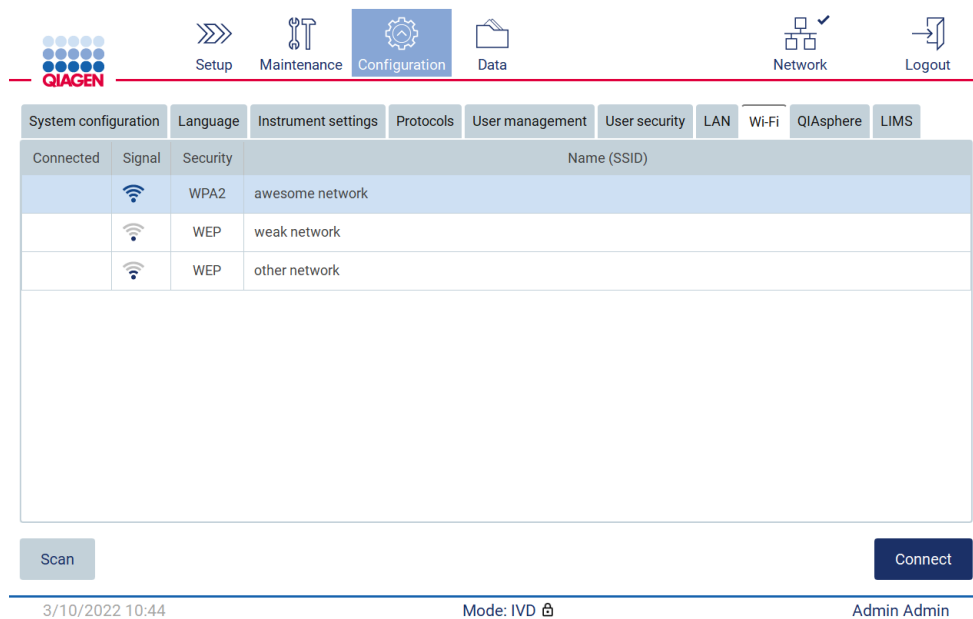 QIAGEN
Setup Maintenance Configuration Data Network Logout
System configuration Language Instrument settings Protocols User management User security LAN Wi-Fi QIAsphere LIMS
Connected Signal Security Name (SSID)
WPA2 awesome network
WEP weak network
WEP other network
Scan Connect
3/10/2022 10:44 Mode: IVD Admin Admin